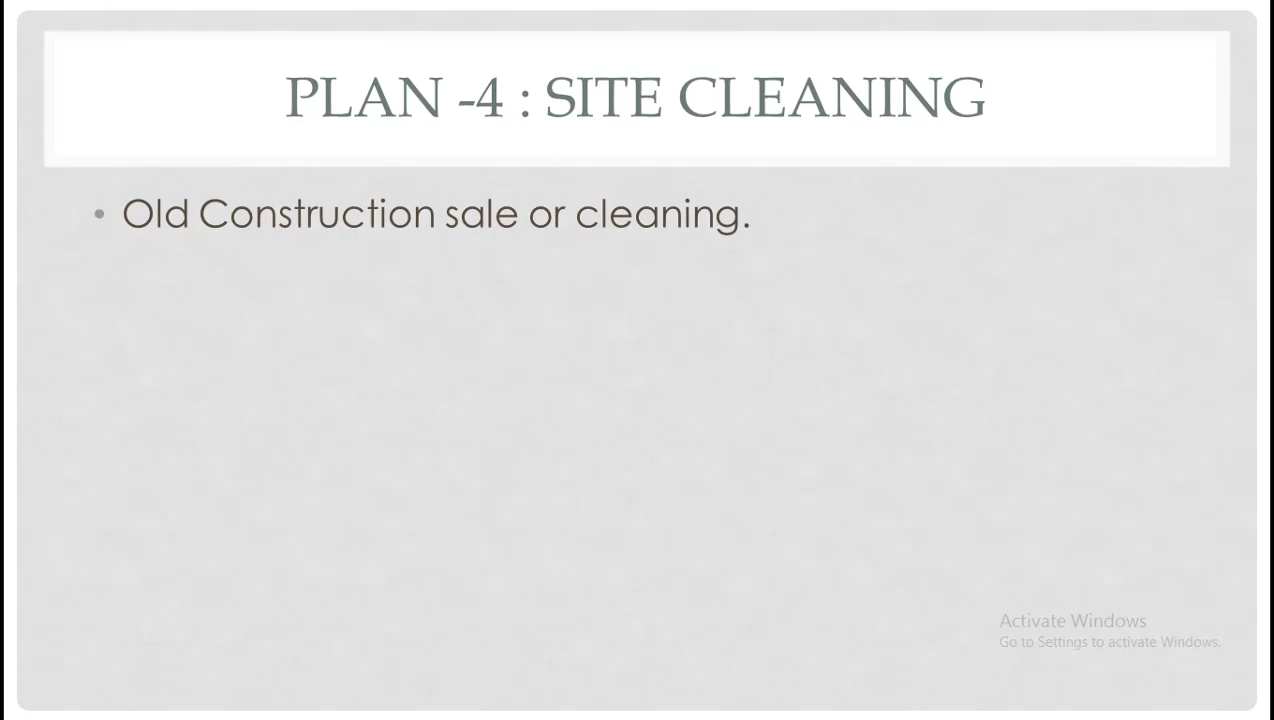 PLAN -4 : SITE CLEANING
• Old Construction sale or cleaning.
Activate Windows
Go to Settings to activate Windows.